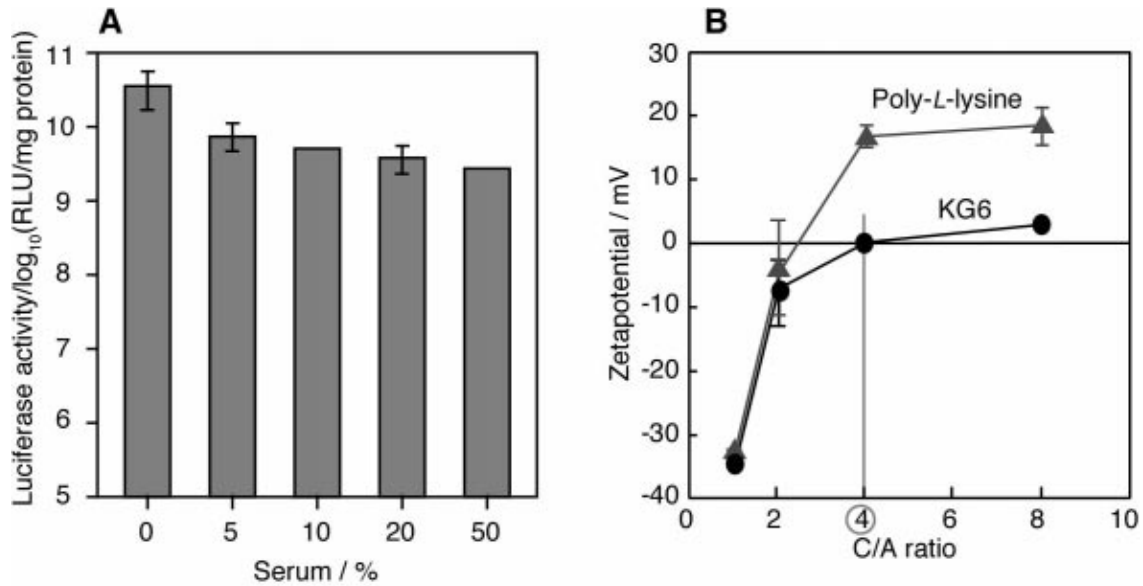 A
Luciferase activity/log10(RLU/mg protein)
11
10
9
8
7
6
5
0 5 10 20 50
Serum / %
B
Zetapotential / mV
30
20
10
0
-10
-20
-30
-40
Poly-L-lysine
KG6
0 2 4 6 8 10
C/A ratio